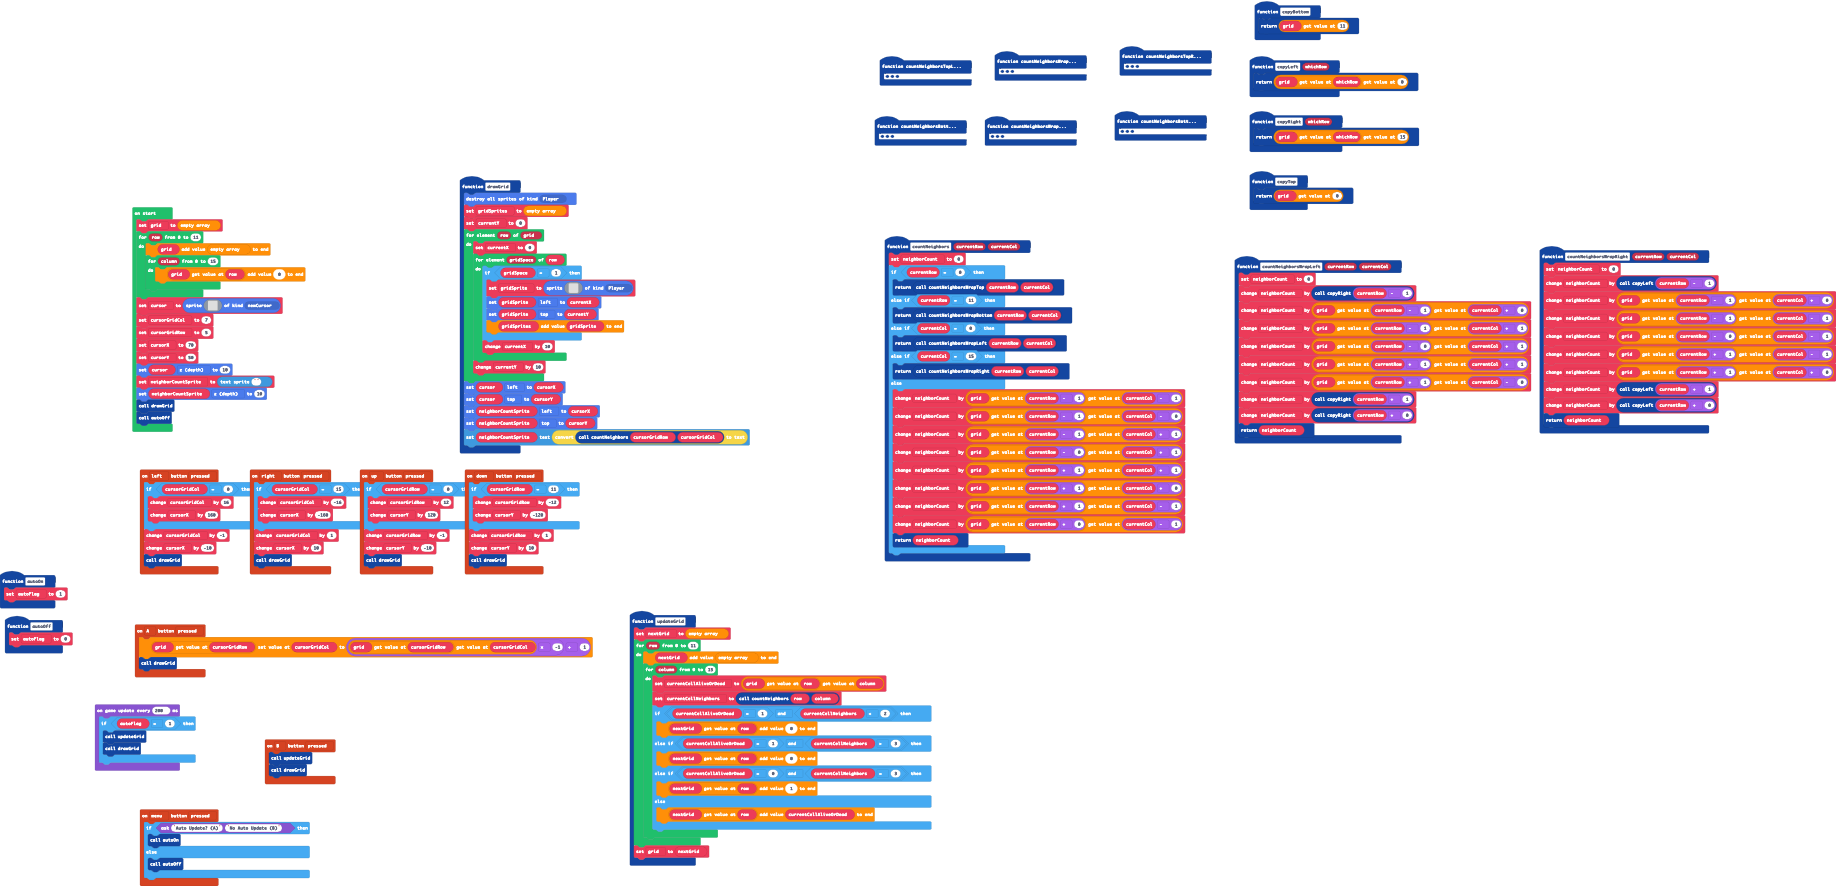 function copyBottom
return grid get value at 11
function countNeighborsTopL...
function countNeighborsWrap...
function countNeighborsTopR...
function copyLeft whichRow
return grid get value at whichRow get value at 0
function countNeighborsBott...
function countNeighborsWrap...
function countNeighborsBott...
function copyRight whichRow
return grid get value at whichRow get value at 15
function copyTop
return grid get value at 0
on start
set grid to empty array
for row from 0 to 11
do grid add value empty array to end
for column from 0 to 15
do grid get value at row add value 0 to end
set cursor to sprite of kind newCursor
set cursorGridCol to 7
set cursorGridRow to 5
set cursorX to 70
set cursorY to 50
set cursor z (depth) to 10
set neighborCountSprite to text sprite
set neighborCountSprite z (depth) to 20
call drawGrid
call autoOff
function drawGrid
destroy all sprites of kind Player
set gridSprites to empty array
set currentY to 0
for element row of grid
do set currentX to 0
for element gridSpace of row
do if gridSpace = 1 then
set gridSprite to sprite of kind Player
set gridSprite left to currentX
set gridSprite top to currentY
gridSprites add value gridSprite to end
change currentX by 10
change currentY by 10
set cursor left to cursorX
set cursor top to cursorY
set neighborCountSprite left to cursorX
set neighborCountSprite top to cursorY
set neighborCountSprite text convert call countNeighbors cursorGridRow cursorGridCol to text
function countNeighbors currentRow currentCol
set neighborCount to 0
if currentRow = 0 then
return call countNeighborsWrapTop currentRow currentCol
else if currentRow = 11 then
return call countNeighborsWrapBottom currentRow currentCol
else if currentCol = 0 then
return call countNeighborsWrapLeft currentRow currentCol
else if currentCol = 15 then
return call countNeighborsWrapRight currentRow currentCol
else
change neighborCount by grid get value at currentRow - 1 get value at currentCol - 1
change neighborCount by grid get value at currentRow - 1 get value at currentCol - 0
change neighborCount by grid get value at currentRow - 1 get value at currentCol + 1
change neighborCount by grid get value at currentRow - 0 get value at currentCol + 1
change neighborCount by grid get value at currentRow + 1 get value at currentCol + 1
change neighborCount by grid get value at currentRow + 1 get value at currentCol + 0
change neighborCount by grid get value at currentRow + 1 get value at currentCol - 1
change neighborCount by grid get value at currentRow + 0 get value at currentCol - 1
return neighborCount
function countNeighborsWrapLeft currentRow currentCol
set neighborCount to 0
change neighborCount by call copyRight currentRow - 1
change neighborCount by grid get value at currentRow - 1 get value at currentCol + 0
change neighborCount by grid get value at currentRow - 1 get value at currentCol + 1
change neighborCount by grid get value at currentRow - 0 get value at currentCol + 1
change neighborCount by grid get value at currentRow + 1 get value at currentCol + 1
change neighborCount by grid get value at currentRow + 1 get value at currentCol - 0
change neighborCount by call copyRight currentRow + 1
change neighborCount by call copyRight currentRow + 0
return neighborCount
function countNeighborsWrapRight currentRow currentCol
set neighborCount to 0
change neighborCount by call copyLeft currentRow - 1
change neighborCount by grid get value at currentRow - 1 get value at currentCol + 0
change neighborCount by grid get value at currentRow - 1 get value at currentCol - 1
change neighborCount by grid get value at currentRow - 0 get value at currentCol - 1
change neighborCount by grid get value at currentRow + 1 get value at currentCol - 1
change neighborCount by grid get value at currentRow + 1 get value at currentCol + 0
change neighborCount by call copyLeft currentRow + 1
change neighborCount by call copyLeft currentRow + 0
return neighborCount
on left button pressed
if cursorGridCol = 0 then
change cursorGridCol by 16
change cursorX by 160
change cursorGridCol by -1
change cursorX by -10
call drawGrid
on right button pressed
if cursorGridCol = 15 the
change cursorGridCol by -16
change cursorX by -160
change cursorGridCol by 1
change cursorX by 10
call drawGrid
on up button pressed
if cursorGridRow = 0 t
change cursorGridRow by 12
change cursorY by 120
change cursorGridRow by -1
change cursorY by -10
call drawGrid
on down button pressed
if cursorGridRow = 11 then
change cursorGridRow by -12
change cursorY by -120
change cursorGridRow by 1
change cursorY by 10
call drawGrid
function autoOn
set autoFlag to 1
function autoOff
set autoFlag to 0
on A button pressed
grid get value at cursorGridRow set value at cursorGridCol to grid get value at cursorGridRow get value at cursorGridCol x -1 + 1
call drawGrid
on game update every 200 ms
if autoFlag = 1 then
call updateGrid
call drawGrid
on B button pressed
call updateGrid
call drawGrid
on menu button pressed
if ask Auto Update? (A) No Auto Update (B) then
call autoOn
else
call autoOff
function updateGrid
set nextGrid to empty array
for row from 0 to 11
do nextGrid add value empty array to end
for column from 0 to 15
do set currentCellAliveOrDead to grid get value at row get value at column
set currentCellNeighbors to call countNeighbors row column
if currentCellAliveOrDead = 1 and currentCellNeighbors < 2 then
nextGrid get value at row add value 0 to end
else if currentCellAliveOrDead = 1 and currentCellNeighbors > 3 then
nextGrid get value at row add value 0 to end
else if currentCellAliveOrDead = 0 and currentCellNeighbors = 3 then
nextGrid get value at row add value 1 to end
else
nextGrid get value at row add value currentCellAliveOrDead to end
set grid to nextGrid